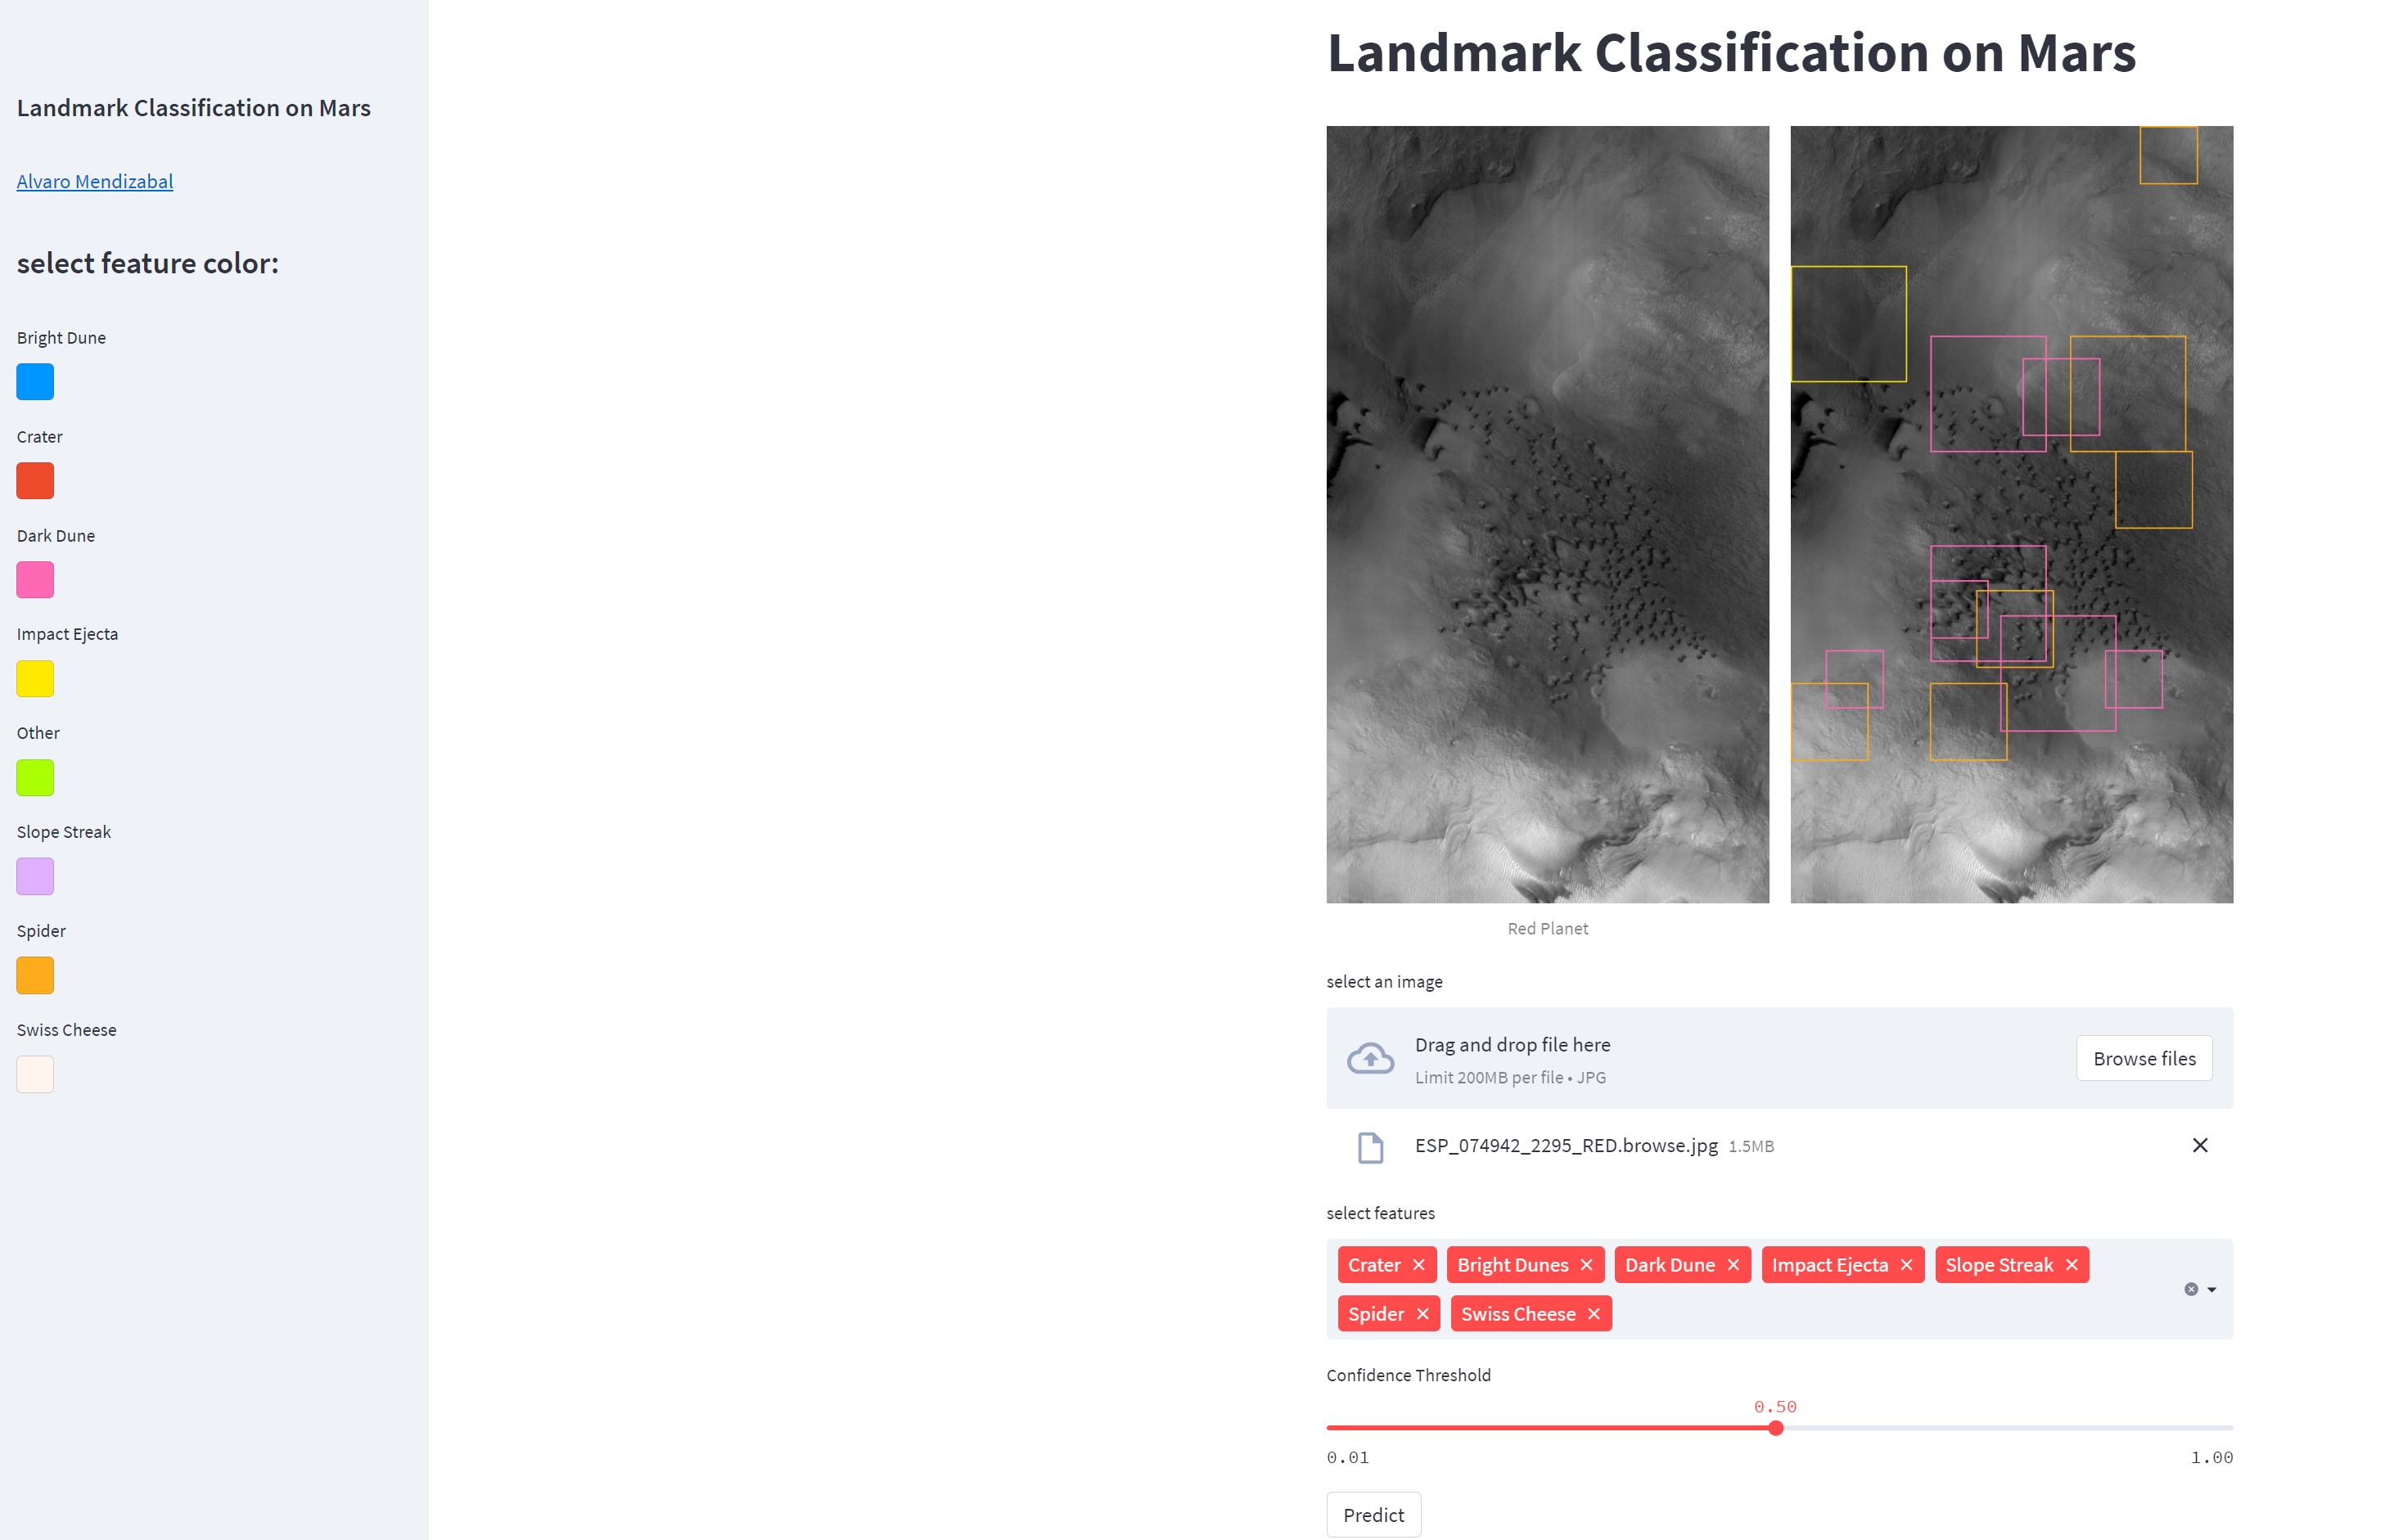 Landmark Classification on Mars
Alvaro Mendizabal
select feature color:
Bright Dune
Crater
Dark Dune
Impact Ejecta
Other
Slope Streak
Spider
Swiss Cheese
Landmark Classification on Mars
Red Planet
select an image
Drag and drop file here
Limit 200MB per file • JPG
Browse files
ESP_074942_2295_RED.browse.jpg 1.5MB
select features
Crater Bright Dunes Dark Dune Impact Ejecta Slope Streak
Spider Swiss Cheese
Confidence Threshold
0.50
0.01 1.00
Predict